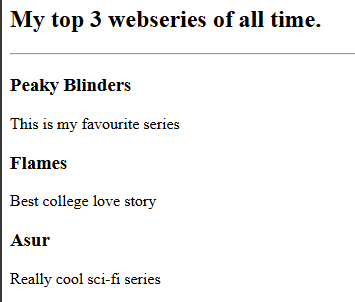 My top 3 webseries of all time.
Peaky Blinders
This is my favourite series
Flames
Best college love story
Asur
Really cool sci-fi series